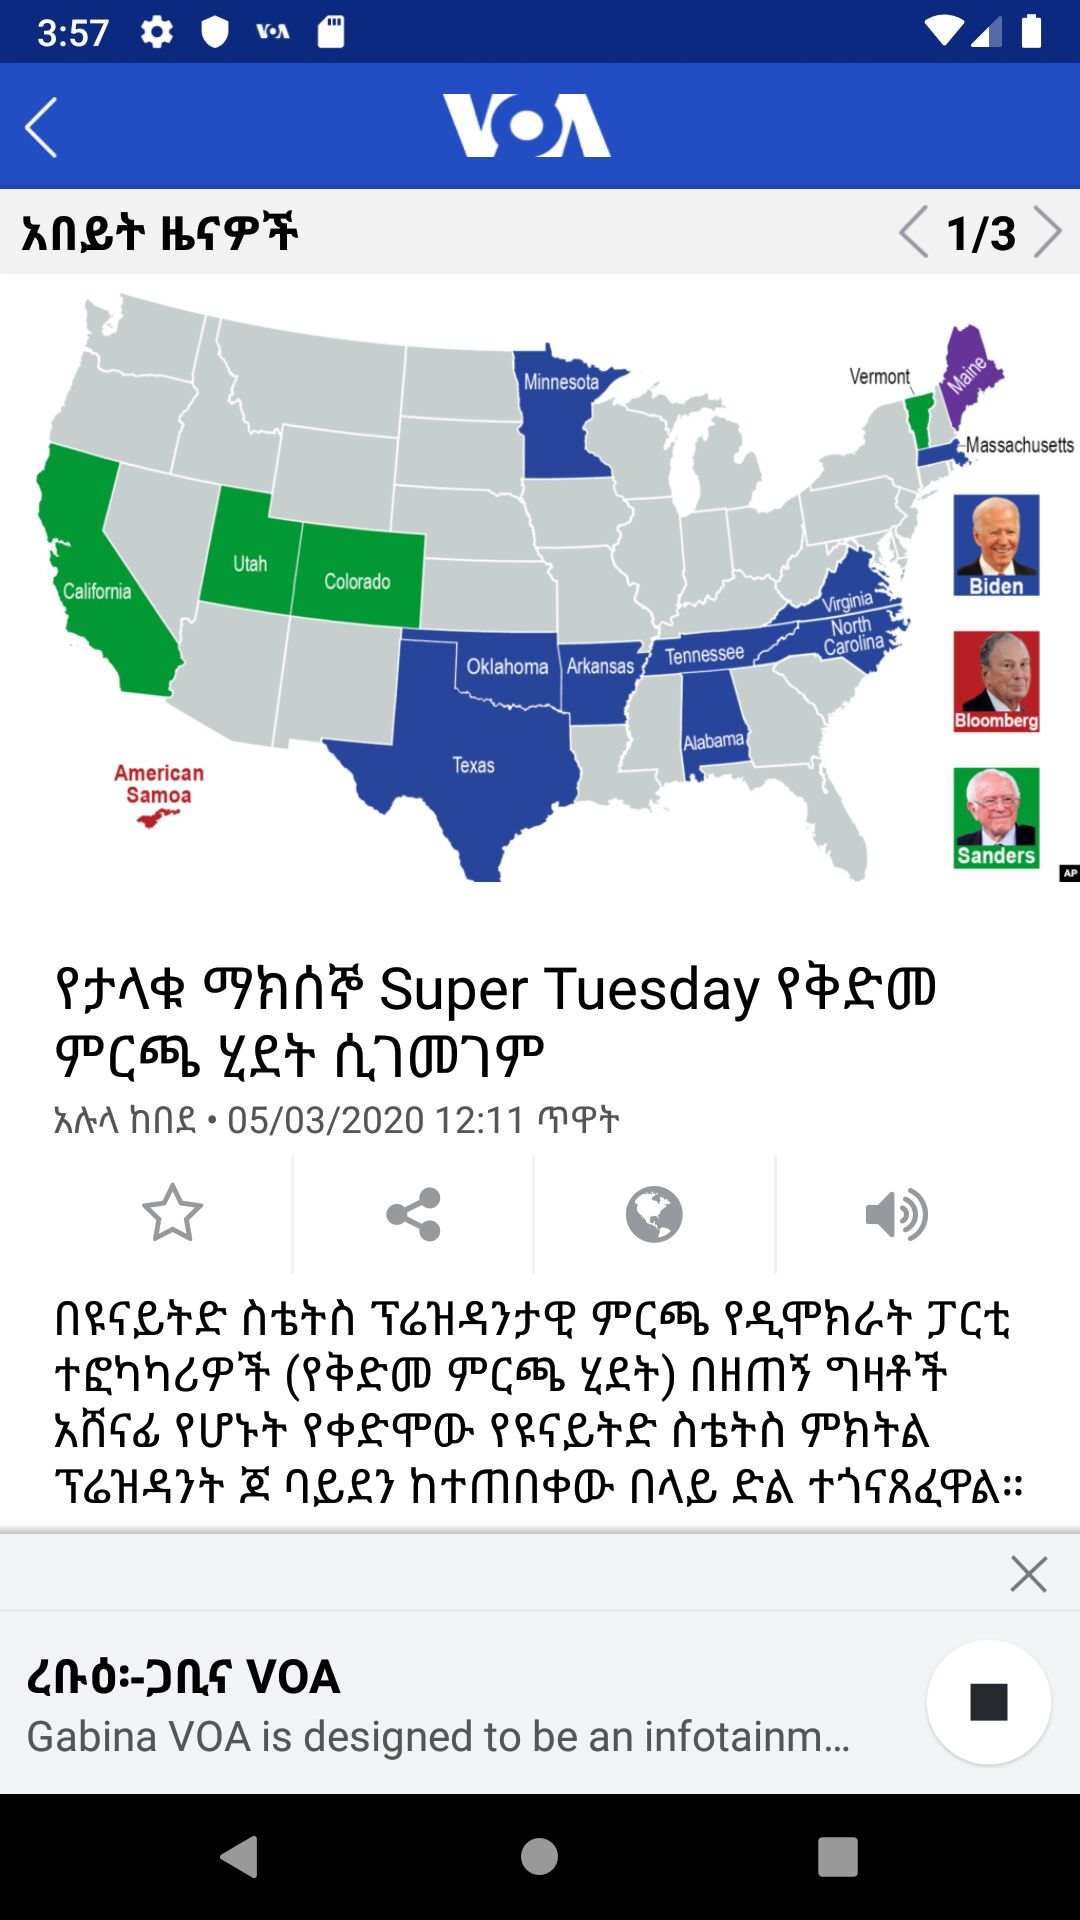 3:57
VOA
VOA
አበይት ዜናዎች
1/3
Minnesota
Vermont
Maine
Massachusetts
Utah
Colorado
California
Biden
Virginia
North
Carolina
Tennessee
Oklahoma
Arkansas
Bloomberg
Alabama
Texas
American
Samoa
Sanders
AP
የታላቁ ማክሰኞ Super Tuesday የቅድመ
ምርጫ ሂደት ሲገመገም
አሉላ ከበደ • 05/03/2020 12:11 ጥዋት
በዩናይትድ ስቴትስ ፕሬዝዳንታዊ ምርጫ የዲሞክራት ፓርቲ
ተፎካካሪዎች (የቅድመ ምርጫ ሂደት) በዘጠኝ ግዛቶች
አሸናፊ የሆኑት የቀድሞው የዩናይትድ ስቴትስ ምክትል
ፕሬዝዳንት ጆ ባይደን ከተጠበቀው በላይ ድል ተጎናጸፈዋል።
ረቡዕ፡-ጋቢና VOA
Gabina VOA is designed to be an infotainm...